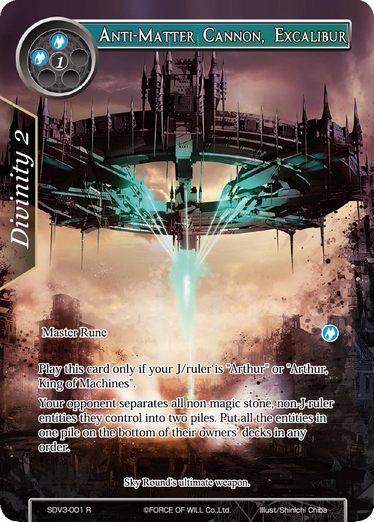 Anti-Matter Cannon, Excalibur
1
Divinity 2
Master Rune
Play this card only if your J/ruler is "Arthur" or "Arthur,
King of Machines".
Your opponent separates all non-magic stone, non-J-ruler
entities they control into two piles. Put all the entities in
one pile on the bottom of their owners' decks in any
order.
Sky Round's ultimate weapon.
SDV3-001 R
©FORCE OF WILL Co.,Ltd.
Illust/Shinichi Chiba